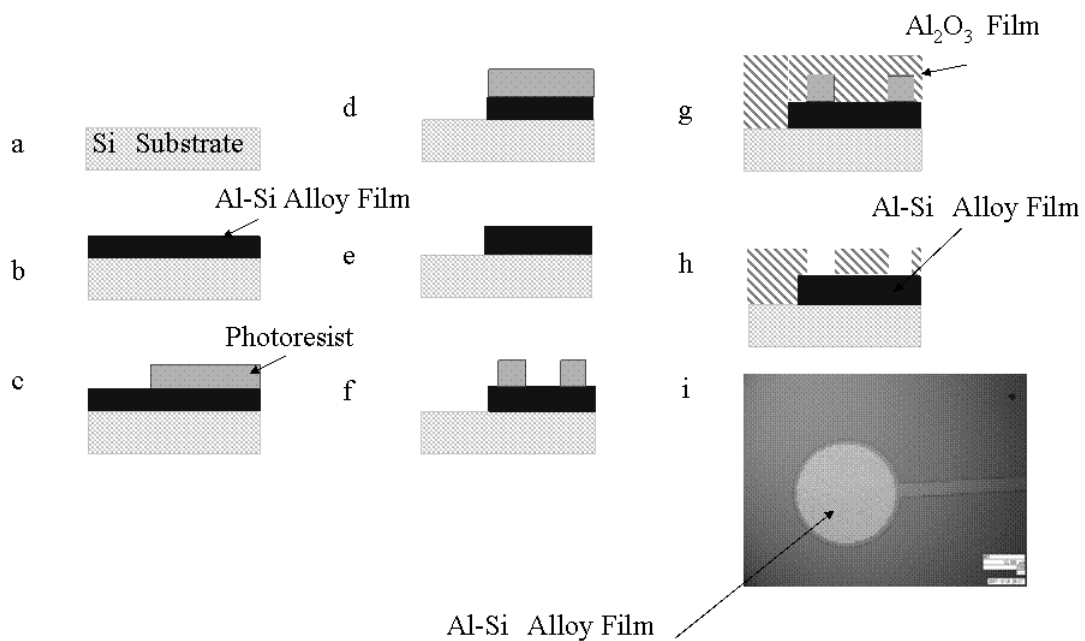 a
Si Substrate
Al-Si Alloy Film
b
Photoresist
c
d
e
f
Al₂O₃ Film
g
Al-Si Alloy Film
h
i
Al-Si Alloy Film